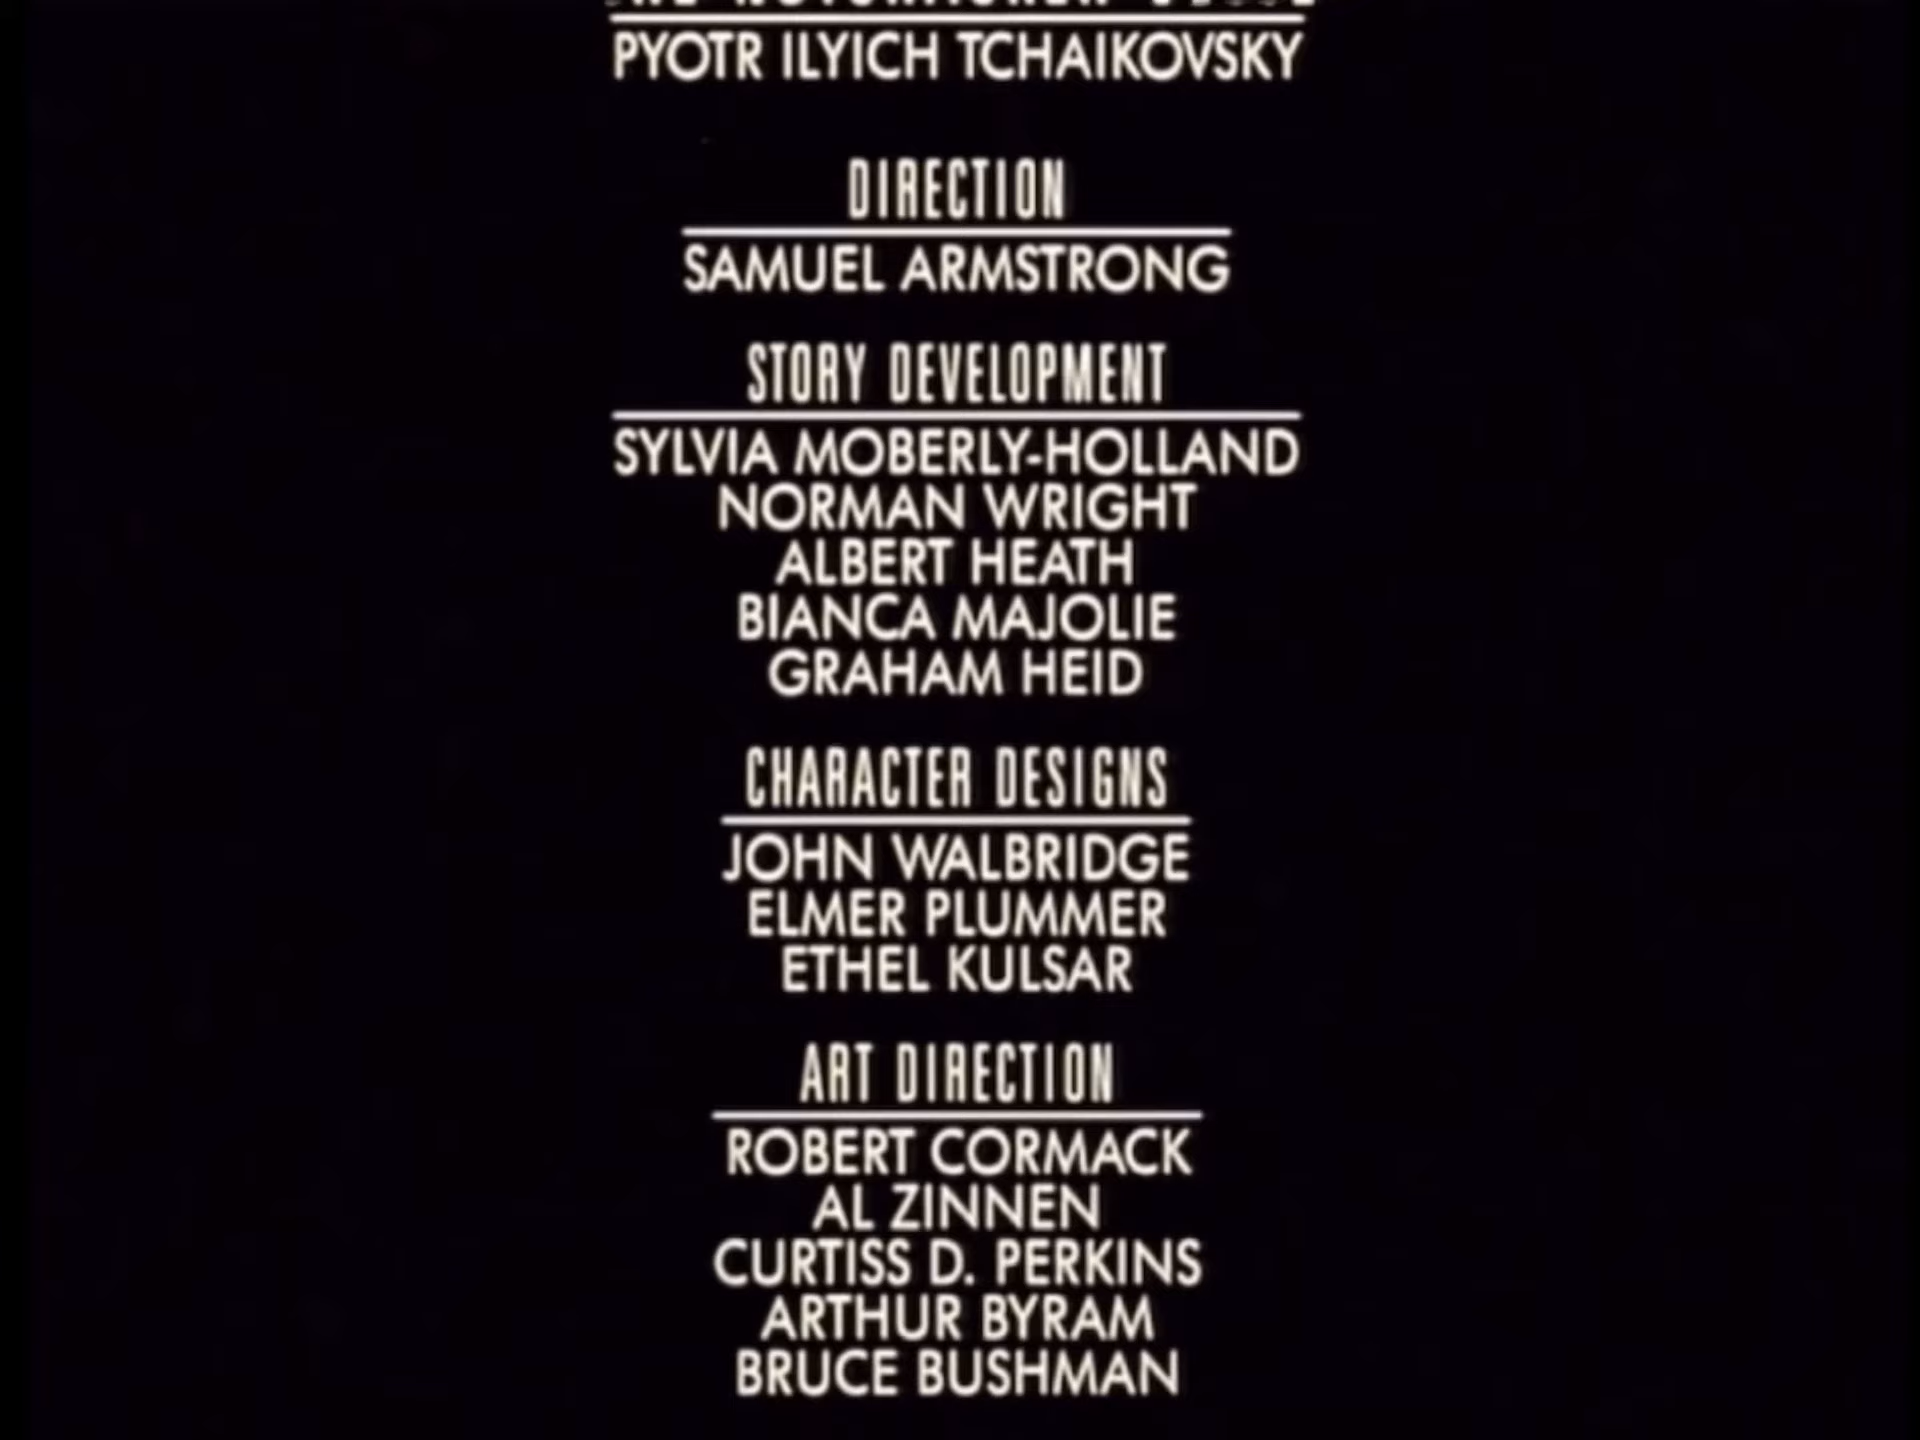 PYOTR ILYICH TCHAIKOVSKY
DIRECTION
SAMUEL ARMSTRONG
STORY DEVELOPMENT
SYLVIA MOBERLY-HOLLAND
NORMAN WRIGHT
ALBERT HEATH
BIANCA MAJOLIE
GRAHAM HEID
CHARACTER DESIGNS
JOHN WALBRIDGE
ELMER PLUMMER
ETHEL KULSAR
ART DIRECTION
ROBERT CORMACK
AL ZINNEN
CURTISS D. PERKINS
ARTHUR BYRAM
BRUCE BUSHMAN